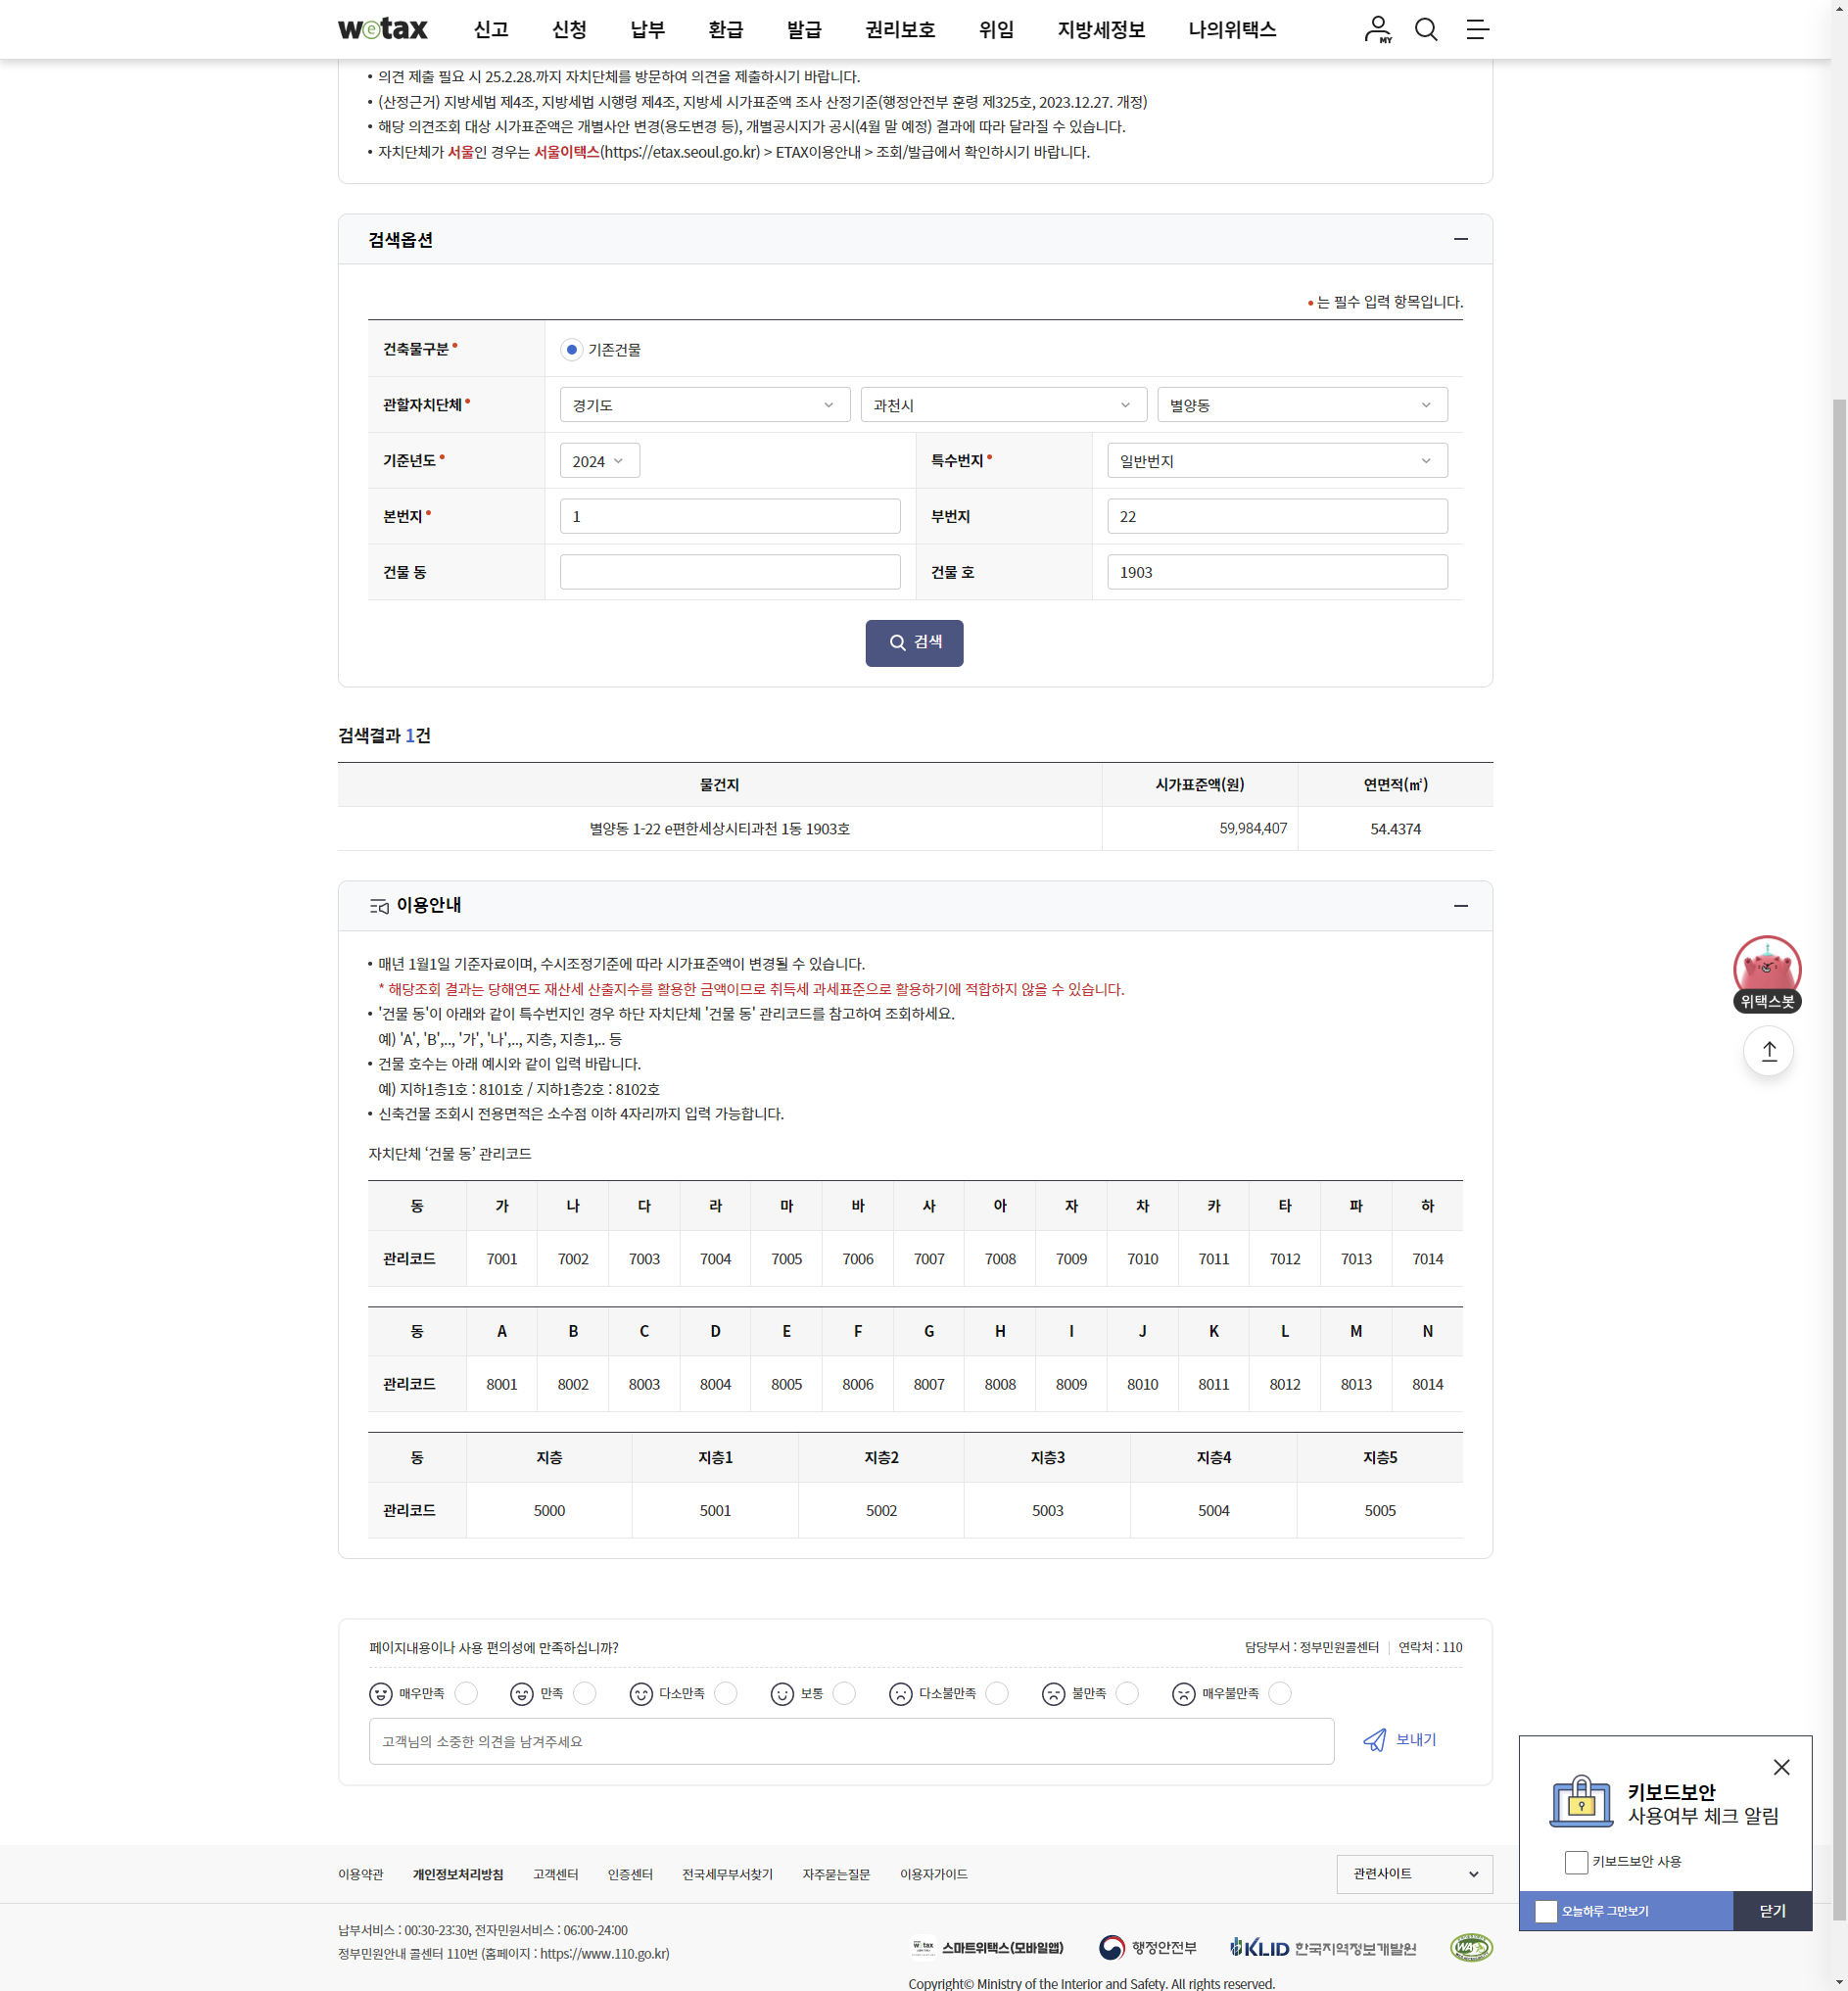 wetax 신고 신청 납부 환급 발급 권리보호 위임 지방세정보 나의위택스 MY
• 의견 제출 필요 시 25.2.28.까지 자치단체를 방문하여 의견을 제출하시기 바랍니다.
• (산정근거) 지방세법 제4조, 지방세법 시행령 제4조, 지방세 시가표준액 조사 산정기준(행정안전부 훈령 제325호, 2023.12.27. 개정)
• 해당 의견조회 대상 시가표준액은 개별사안 변경(용도변경 등), 개별공시지가 공시(4월 말 예정) 결과에 따라 달라질 수 있습니다.
• 자치단체가 서울인 경우는 서울이택스(https://etax.seoul.go.kr) > ETAX이용안내 > 조회/발급에서 확인하시기 바랍니다.
검색옵션
• 는 필수 입력 항목입니다.
건축물구분• 기존건물
관할자치단체• 경기도 과천시 별양동
기준년도• 2024 특수번지• 일반번지
본번지• 1 부번지 22
건물 동 건물 호 1903
검색
검색결과 1건
물건지 시가표준액(원) 연면적(㎡)
별양동 1-22 e편한세상시티과천 1동 1903호 59,984,407 54.4374
이용안내
• 매년 1월1일 기준자료이며, 수시조정기준에 따라 시가표준액이 변경될 수 있습니다.
* 해당조회 결과는 당해연도 재산세 산출지수를 활용한 금액이므로 취득세 과세표준으로 활용하기에 적합하지 않을 수 있습니다.
• '건물 동'이 아래와 같이 특수번지인 경우 하단 자치단체 '건물 동' 관리코드를 참고하여 조회하세요.
예) 'A', 'B',.., '가', '나',.., 지층, 지층1,.. 등
• 건물 호수는 아래 예시와 같이 입력 바랍니다.
예) 지하1층1호 : 8101호 / 지하1층2호 : 8102호
• 신축건물 조회시 전용면적은 소수점 이하 4자리까지 입력 가능합니다.
위택스봇
자치단체 ‘건물 동’ 관리코드
동 가 나 다 라 마 바 사 아 자 차 카 타 파 하
관리코드 7001 7002 7003 7004 7005 7006 7007 7008 7009 7010 7011 7012 7013 7014
동 A B C D E F G H I J K L M N
관리코드 8001 8002 8003 8004 8005 8006 8007 8008 8009 8010 8011 8012 8013 8014
동 지층 지층1 지층2 지층3 지층4 지층5
관리코드 5000 5001 5002 5003 5004 5005
페이지내용이나 사용 편의성에 만족하십니까? 담당부서 : 정부민원콜센터 | 연락처 : 110
매우만족 만족 다소만족 보통 다소불만족 불만족 매우불만족
고객님의 소중한 의견을 남겨주세요 보내기
키보드보안
사용여부 체크 알림
키보드보안 사용
오늘하루 그만보기 닫기
이용약관 개인정보처리방침 고객센터 인증센터 전국세무부서찾기 자주묻는질문 이용자가이드 관련사이트
납부서비스 : 00:30-23:30, 전자민원서비스 : 06:00-24:00
정부민원안내 콜센터 110번 (홈페이지 : https://www.110.go.kr)
wetax 스마트위택스(모바일앱) 행정안전부 KLID 한국지역정보개발원 WA
Copyright© Ministry of the Interior and Safety. All rights reserved.